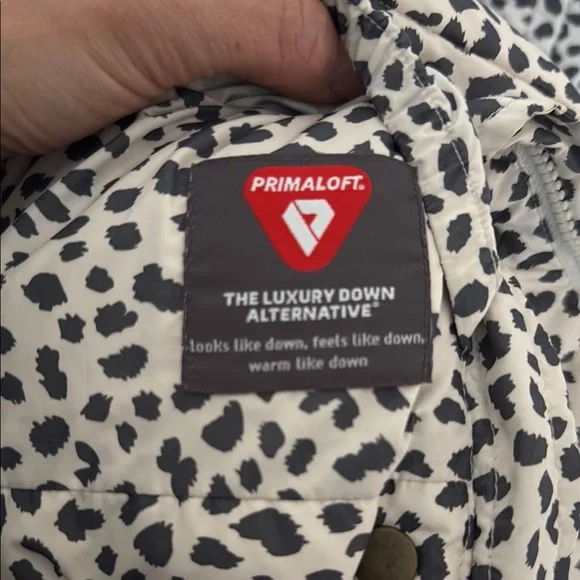 PRIMALOFT®
THE LUXURY DOWN
ALTERNATIVE®
looks like down, feels like down,
warm like down